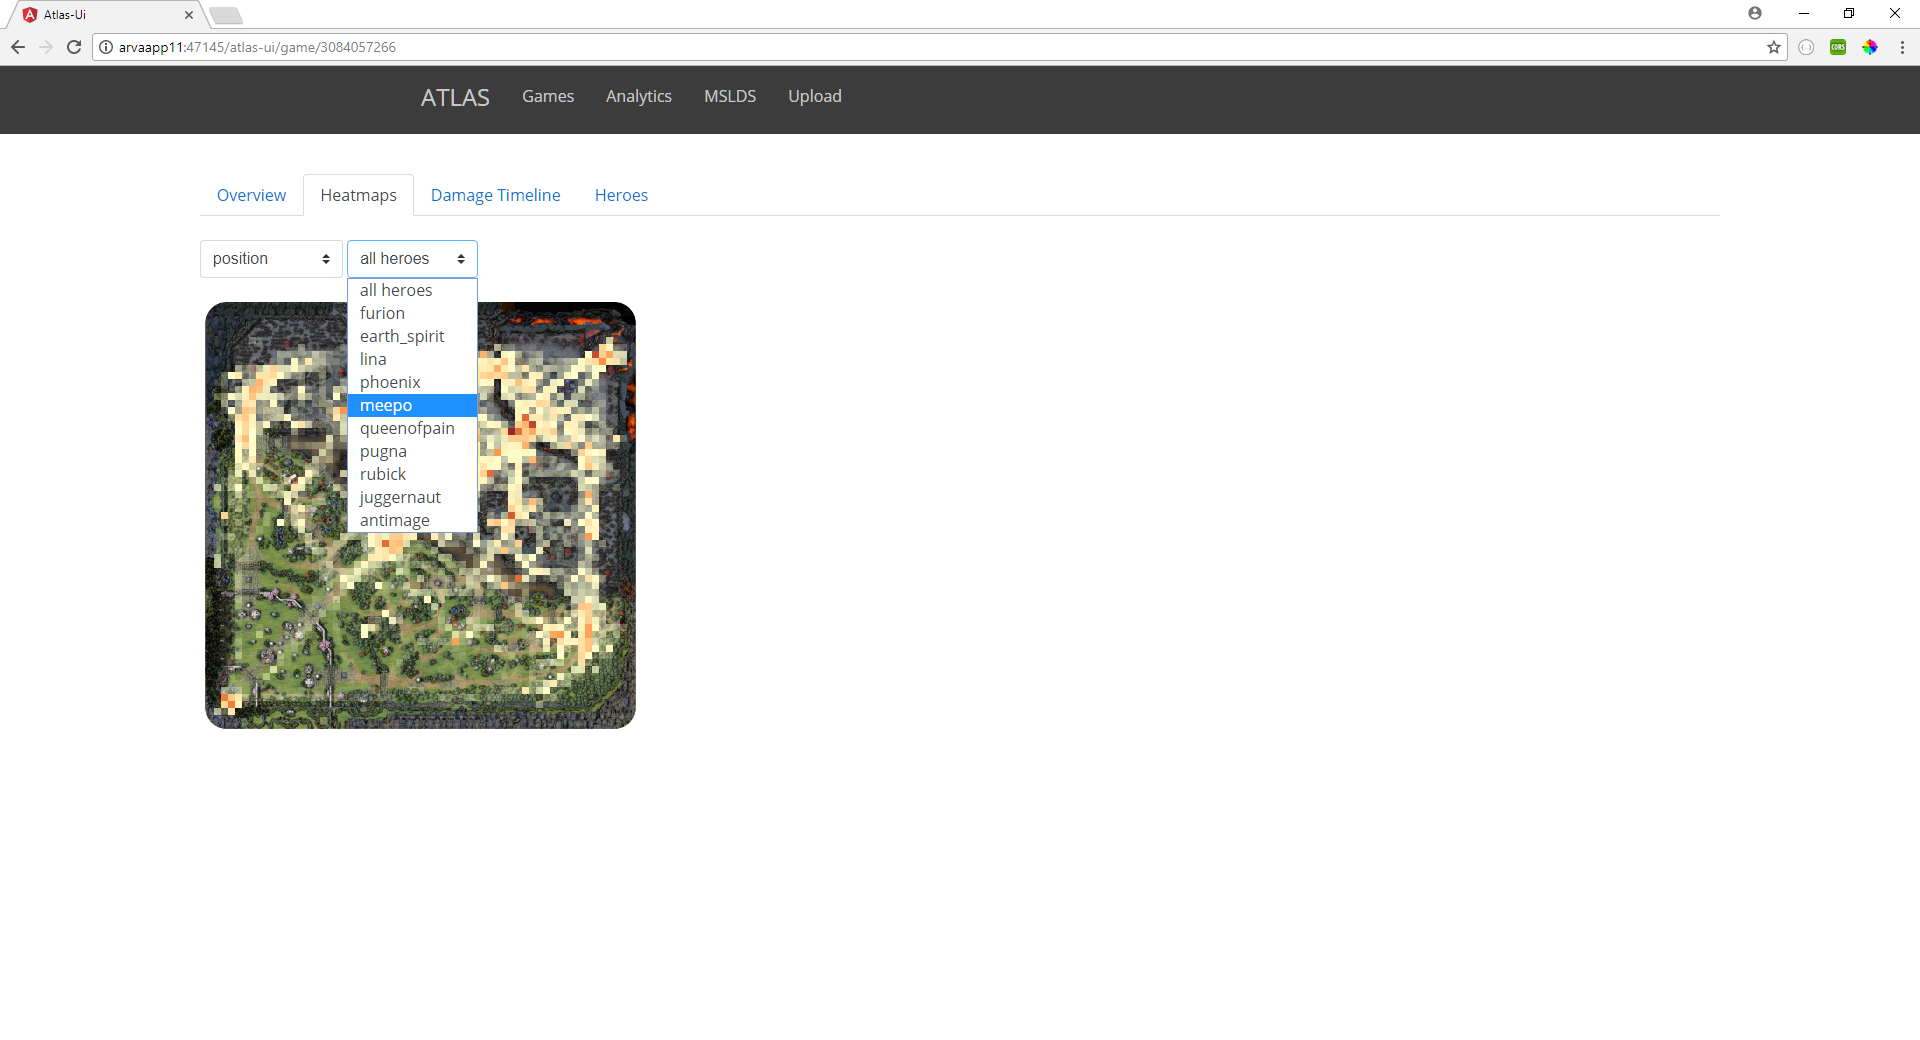 Atlas-Ui
arvaapp11:47145/atlas-ui/game/3084057266
CORS
ATLAS Games Analytics MSLDS Upload
Overview Heatmaps Damage Timeline Heroes
position all heroes
all heroes
furion
earth_spirit
lina
phoenix
meepo
queenofpain
pugna
rubick
juggernaut
antimage